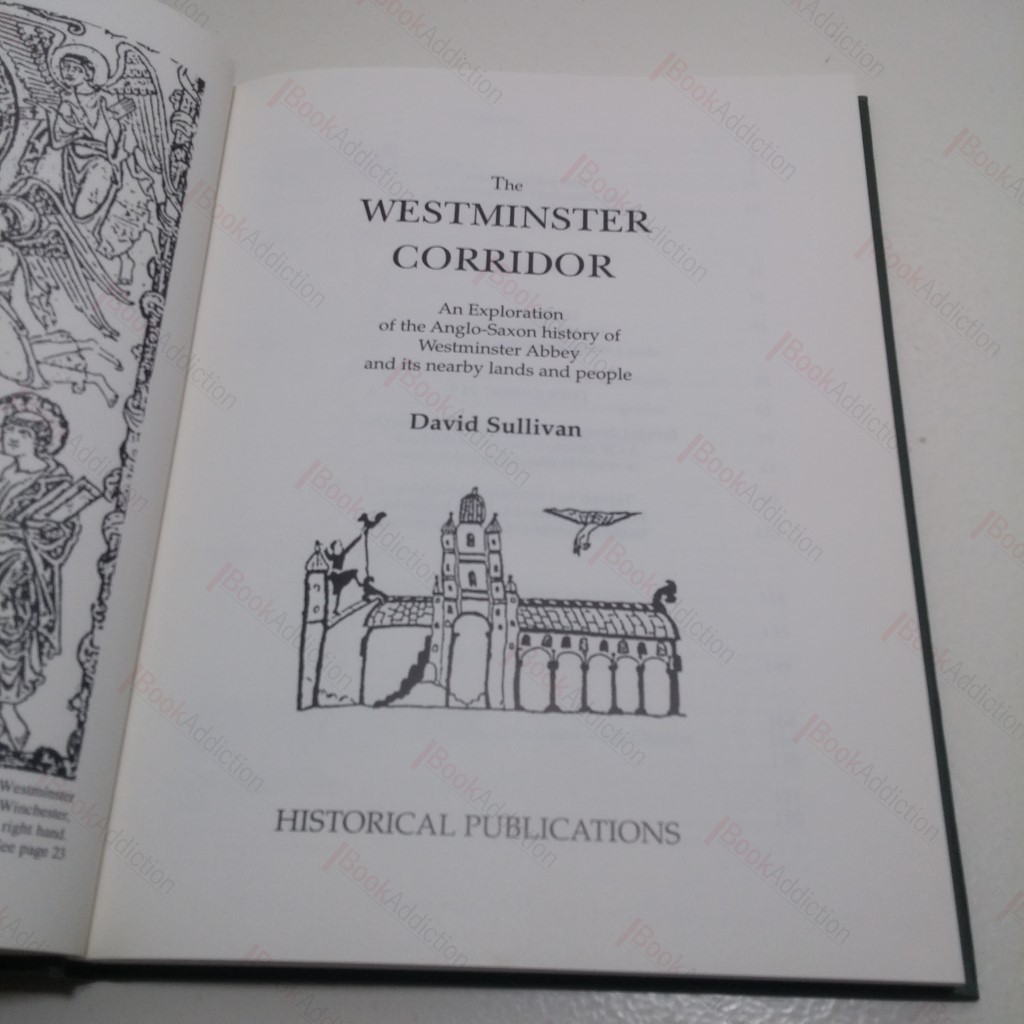 Westminster
Winchester,
right hand.
See page 23
The
WESTMINSTER
CORRIDOR
An Exploration
of the Anglo-Saxon history of
Westminster Abbey
and its nearby lands and people
David Sullivan
HISTORICAL PUBLICATIONS
BookAddiction